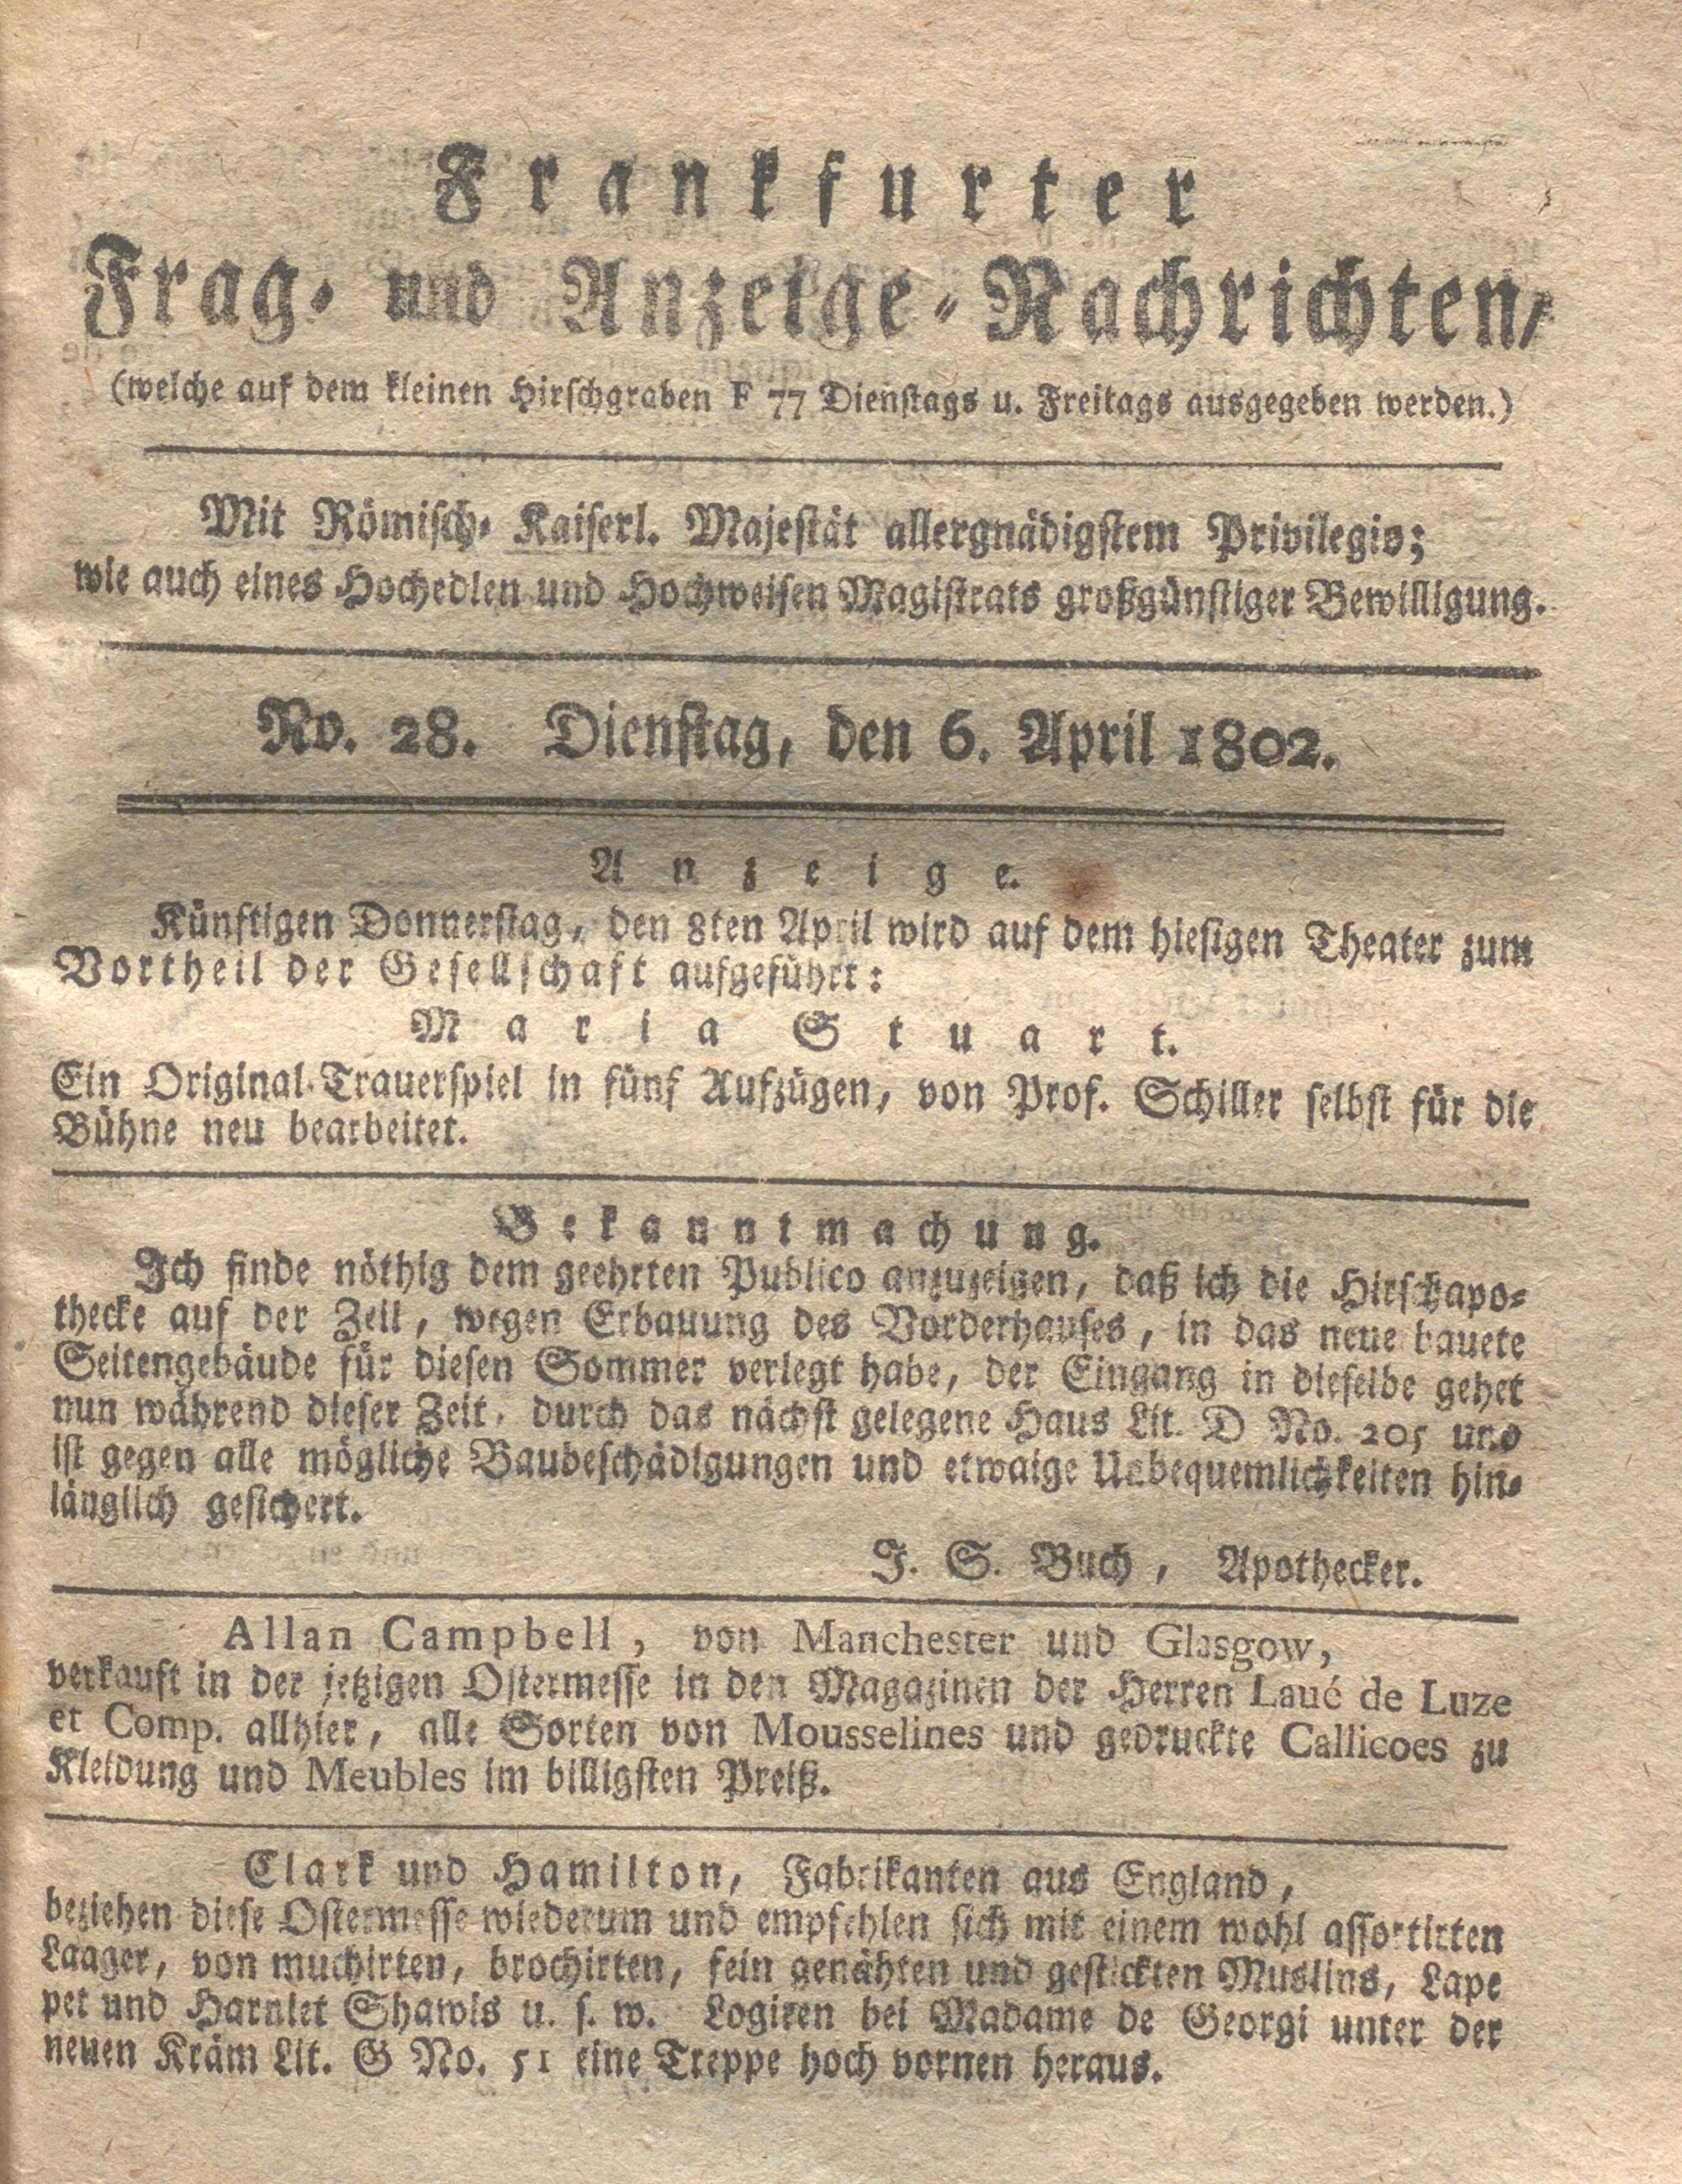 Frankfurter
Frag- und Anzeige-Nachrichten,
(welche auf dem kleinen Hirschgraben F 77 Dienstags u. Freitags ausgegeben werden.)
Mit Römisch- Kaiserl. Majestät allergnädigstem Privilegio;
wie auch eines Hochedlen und Hochweisen Magistrats großgünstiger Bewilligung.
No. 28. Dienstag, den 6. April 1802.
Anzeige.
Künftigen Donnerstag, den 8ten April wird auf dem hiesigen Theater zum
Vortheil der Gesellschaft aufgeführt:
Maria Stuart.
Ein Original-Trauerspiel in fünf Aufzügen, von Prof. Schiller selbst für die
Bühne neu bearbeitet.
Bekanntmachung.
Ich finde nöthig dem geehrten Publico anzuzeigen, daß ich die Hirschapo-
thecke auf der Zeil, wegen Erbauung des Vorderhauses, in das neue bauete
Seitengebäude für diesen Sommer verlegt habe, der Eingang in dieselbe gehet
nun während dieser Zeit, durch das nächst gelegene Haus Lit. D No. 205 und
ist gegen alle mögliche Baubeschädigungen und etwaige Unbequemlichkeiten hin-
länglich gesichert.
J. S. Buch, Apothecker.
Allan Campbell, von Manchester und Glasgow,
verkauft in der jetzigen Ostermesse in den Magazinen der Herren Laué de Luze
et Comp. allhier, alle Sorten von Mousselines und gedruckte Callicoes zu
Kleidung und Meubles im billigsten Preiß.
Clark und Hamilton, Fabrikanten aus England,
beziehen diese Ostermesse wiederum und empfehlen sich mit einem wohl assortirten
Laager, von muchirten, brochirten, fein genähten und gestickten Muslins, Lape
pet und Harnlet Shawls u. s. w. Logiren bei Madame de Georgi unter der
neuen Kräm Lit. G No. 51 eine Treppe hoch vornen heraus.